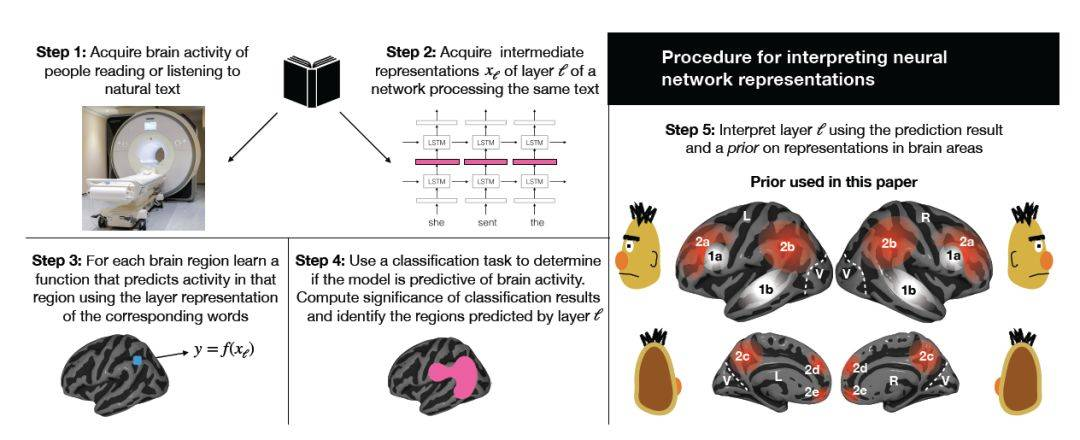 Step 1: Acquire brain activity of
people reading or listening to
natural text
Step 2: Acquire intermediate
representations xℓ of layer ℓ of a
network processing the same text
LSTM LSTM LSTM
LSTM LSTM LSTM
she sent the
Step 3: For each brain region learn a
function that predicts activity in that
region using the layer representation
of the corresponding words
y = f(xℓ)
Step 4: Use a classification task to determine
if the model is predictive of brain activity.
Compute significance of classification results
and identify the regions predicted by layer ℓ
Procedure for interpreting neural
network representations
Step 5: Interpret layer ℓ using the prediction result
and a prior on representations in brain areas
Prior used in this paper
L R
2a 2b 2b 2a
1a 1a
V V
1b 1b
2c 2c
2d 2d
V L R V
2e 2e